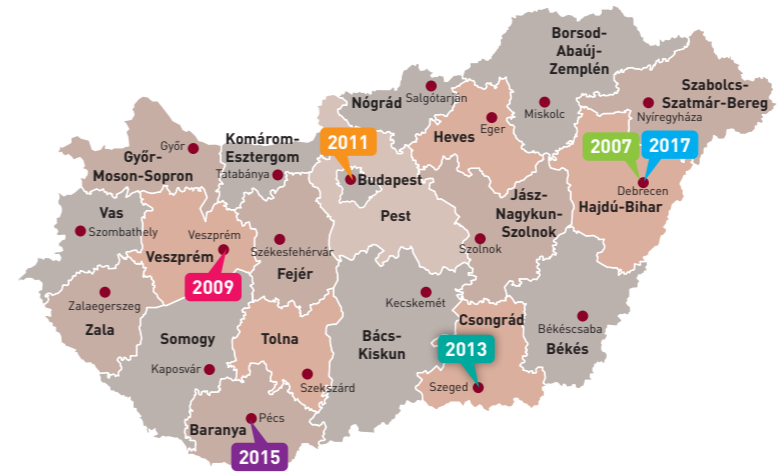 Borsod-
Abaúj-
Zemplén
Szabolcs-
Szatmár-Bereg
Nógrád
Salgótarján
Miskolc
Nyíregyháza
Heves
Eger
Győr
Győr-
Moson-Sopron
Komárom-
Esztergom
Tatabánya
2011
Budapest
Pest
2007
2017
Debrecen
Hajdú-Bihar
Jász-
Nagykun-
Szolnok
Szolnok
Vas
Szombathely
Veszprém
Veszprém
2009
Székesfehérvár
Fejér
Zalaegerszeg
Zala
Somogy
Kaposvár
Tolna
Szekszárd
Kecskemét
Bács-
Kiskun
Csongrád
2013
Szeged
Békéscsaba
Békés
Pécs
Baranya
2015